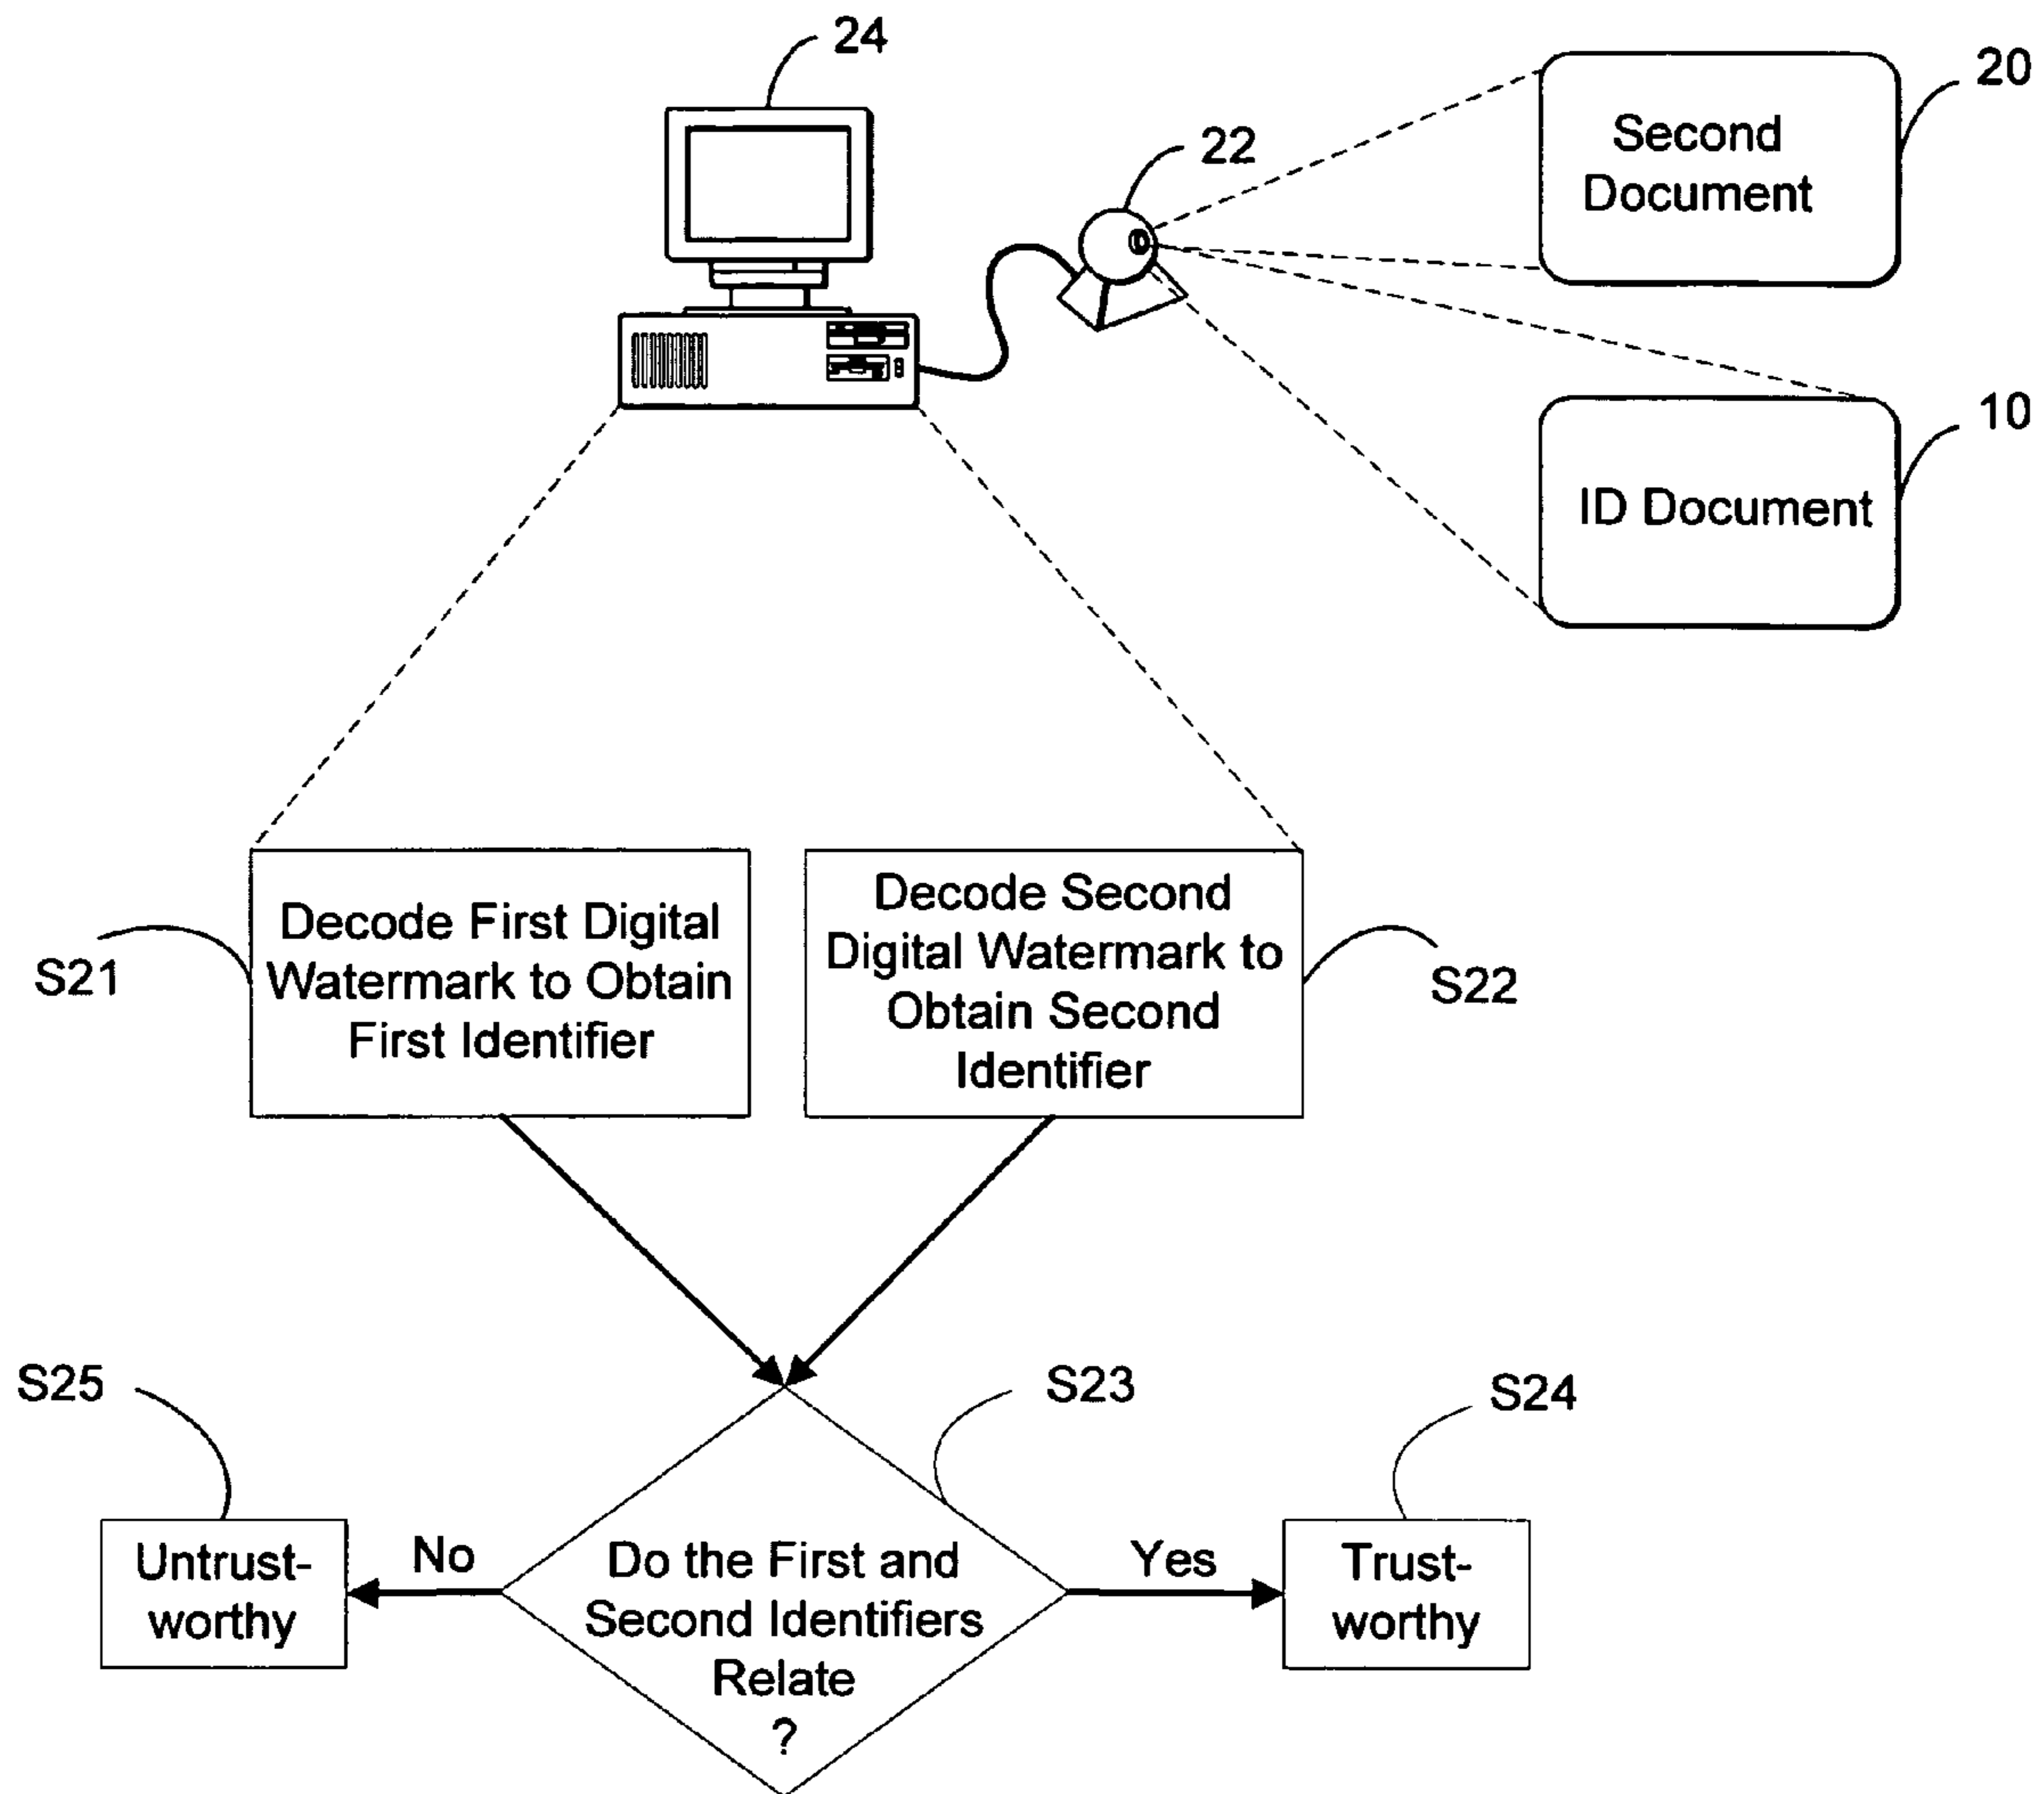 24
20
Second
Document
22
10
ID Document
Decode First Digital
Watermark to Obtain
First Identifier
S21
Decode Second
Digital Watermark to
Obtain Second
Identifier
S22
S25
S23
S24
Untrust-
worthy
No
Do the First and
Second Identifiers
Relate
?
Yes
Trust-
worthy